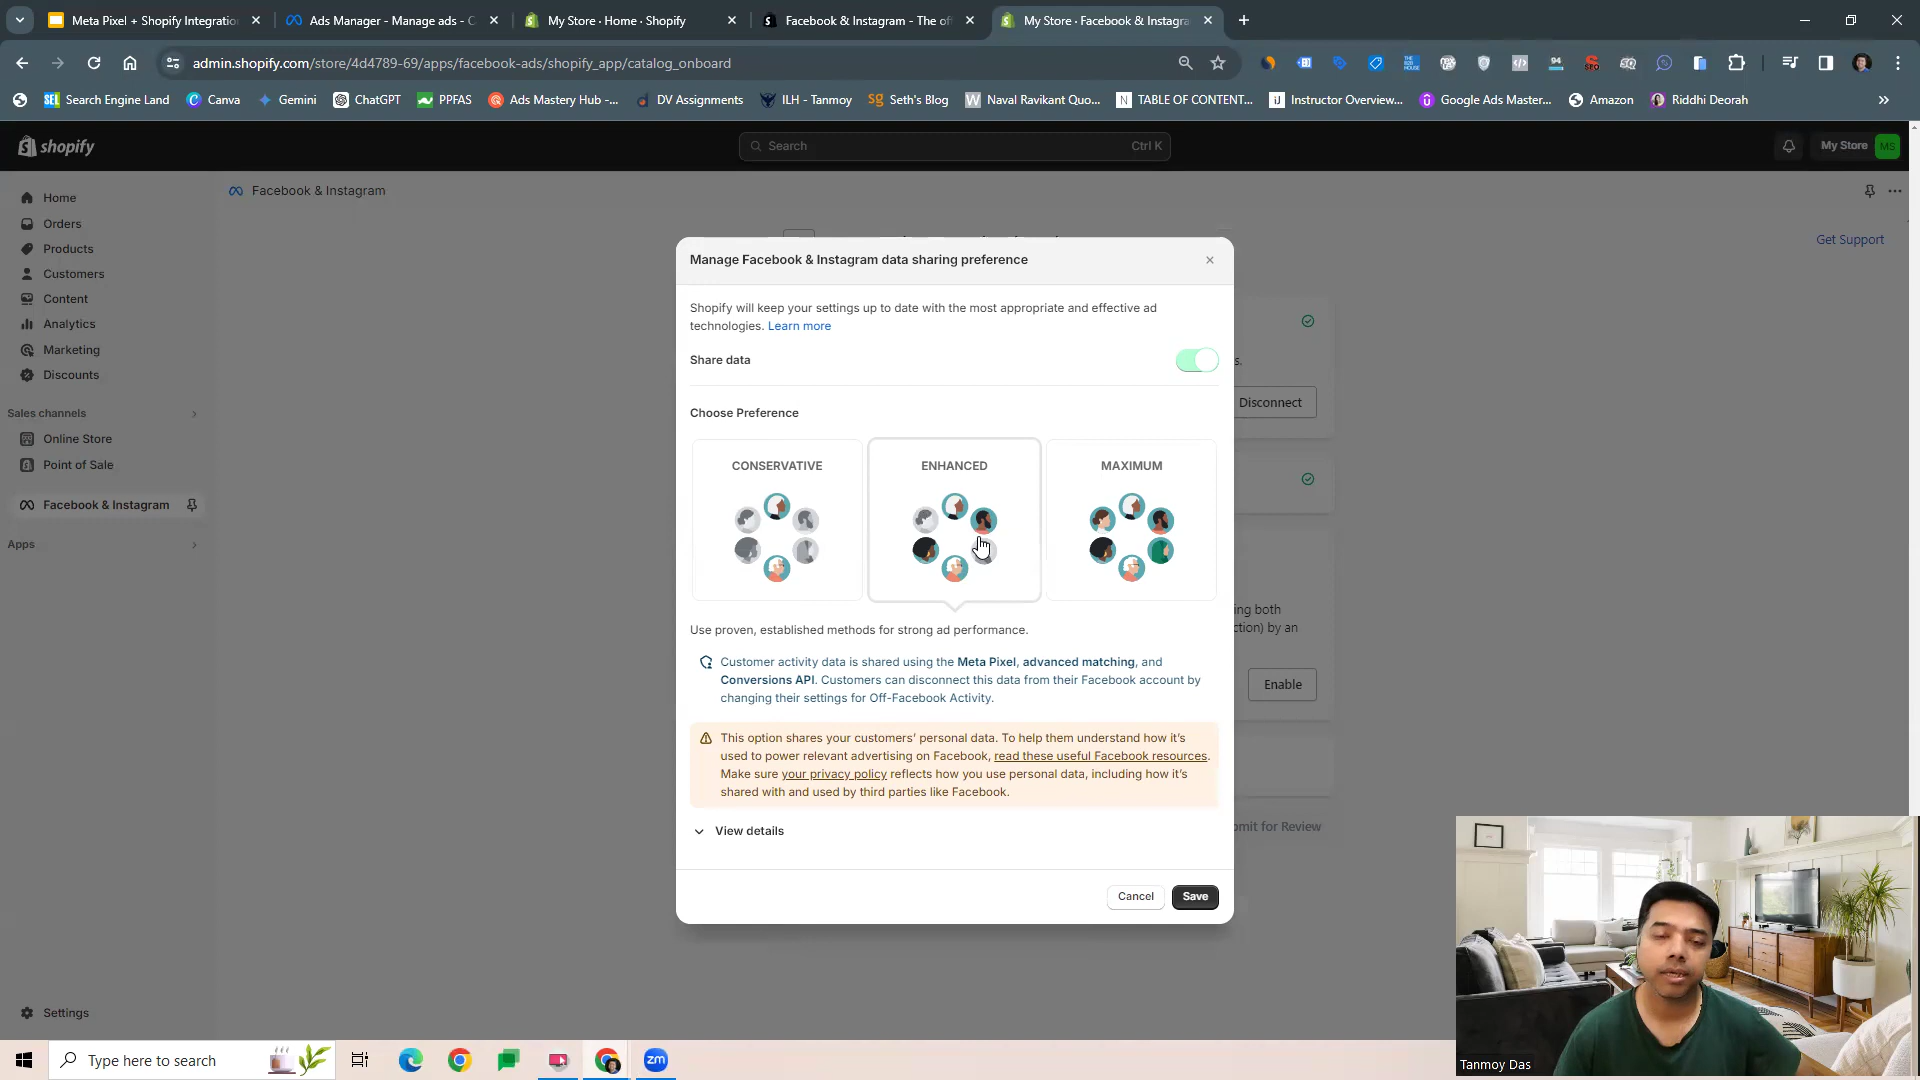 Meta Pixel + Shopify Integratio
Ads Manager - Manage ads - C
My Store · Home · Shopify
Facebook & Instagram - The of
My Store · Facebook & Instagra
admin.shopify.com/store/4d4789-69/apps/facebook-ads/shopify_app/catalog_onboard
Search Engine Land
Canva
Gemini
ChatGPT
PPFAS
Ads Mastery Hub -...
DV Assignments
ILH - Tanmoy
Seth's Blog
Naval Ravikant Quo...
TABLE OF CONTENT...
Instructor Overview...
Google Ads Master...
Amazon
Riddhi Deorah
shopify
Search
Ctrl K
My Store
MS
Home
Orders
Products
Customers
Content
Analytics
Marketing
Discounts
Sales channels
Online Store
Point of Sale
Facebook & Instagram
Apps
Settings
Facebook & Instagram
Get Support
Manage Facebook & Instagram data sharing preference
Shopify will keep your settings up to date with the most appropriate and effective ad
technologies. Learn more
Share data
Choose Preference
CONSERVATIVE
ENHANCED
MAXIMUM
Use proven, established methods for strong ad performance.
Customer activity data is shared using the Meta Pixel, advanced matching, and
Conversions API. Customers can disconnect this data from their Facebook account by
changing their settings for Off-Facebook Activity.
This option shares your customers' personal data. To help them understand how it's
used to power relevant advertising on Facebook, read these useful Facebook resources.
Make sure your privacy policy reflects how you use personal data, including how it's
shared with and used by third parties like Facebook.
View details
Cancel
Save
s.
Disconnect
ing both
ction) by an
Enable
bmit for Review
Tanmoy Das
Type here to search
zm